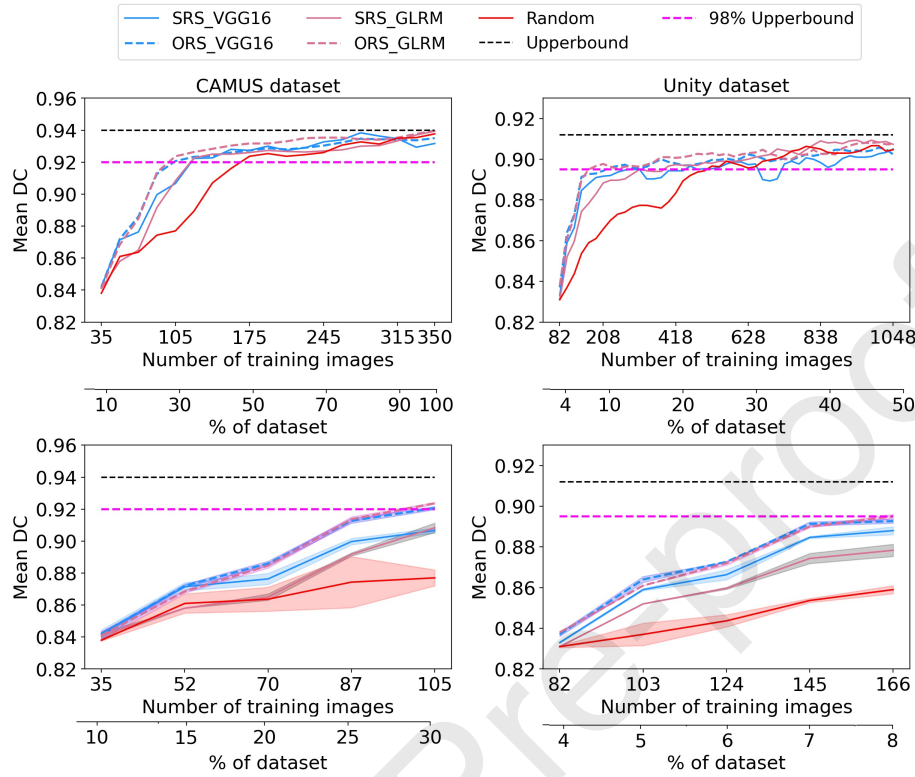 SRS_VGG16 SRS_GLRM Random 98% Upperbound
ORS_VGG16 ORS_GLRM Upperbound
CAMUS dataset
Mean DC
0.96
0.94
0.92
0.90
0.88
0.86
0.84
0.82
35 105 175 245 315 350
Number of training images
10 30 50 70 90 100
% of dataset
Unity dataset
Mean DC
0.92
0.90
0.88
0.86
0.84
0.82
82 208 418 628 838 1048
Number of training images
4 10 20 30 40 50
% of dataset
Mean DC
0.96
0.94
0.92
0.90
0.88
0.86
0.84
0.82
35 52 70 87 105
Number of training images
10 15 20 25 30
% of dataset
Mean DC
0.92
0.90
0.88
0.86
0.84
0.82
82 103 124 145 166
Number of training images
4 5 6 7 8
% of dataset
Pre-proof